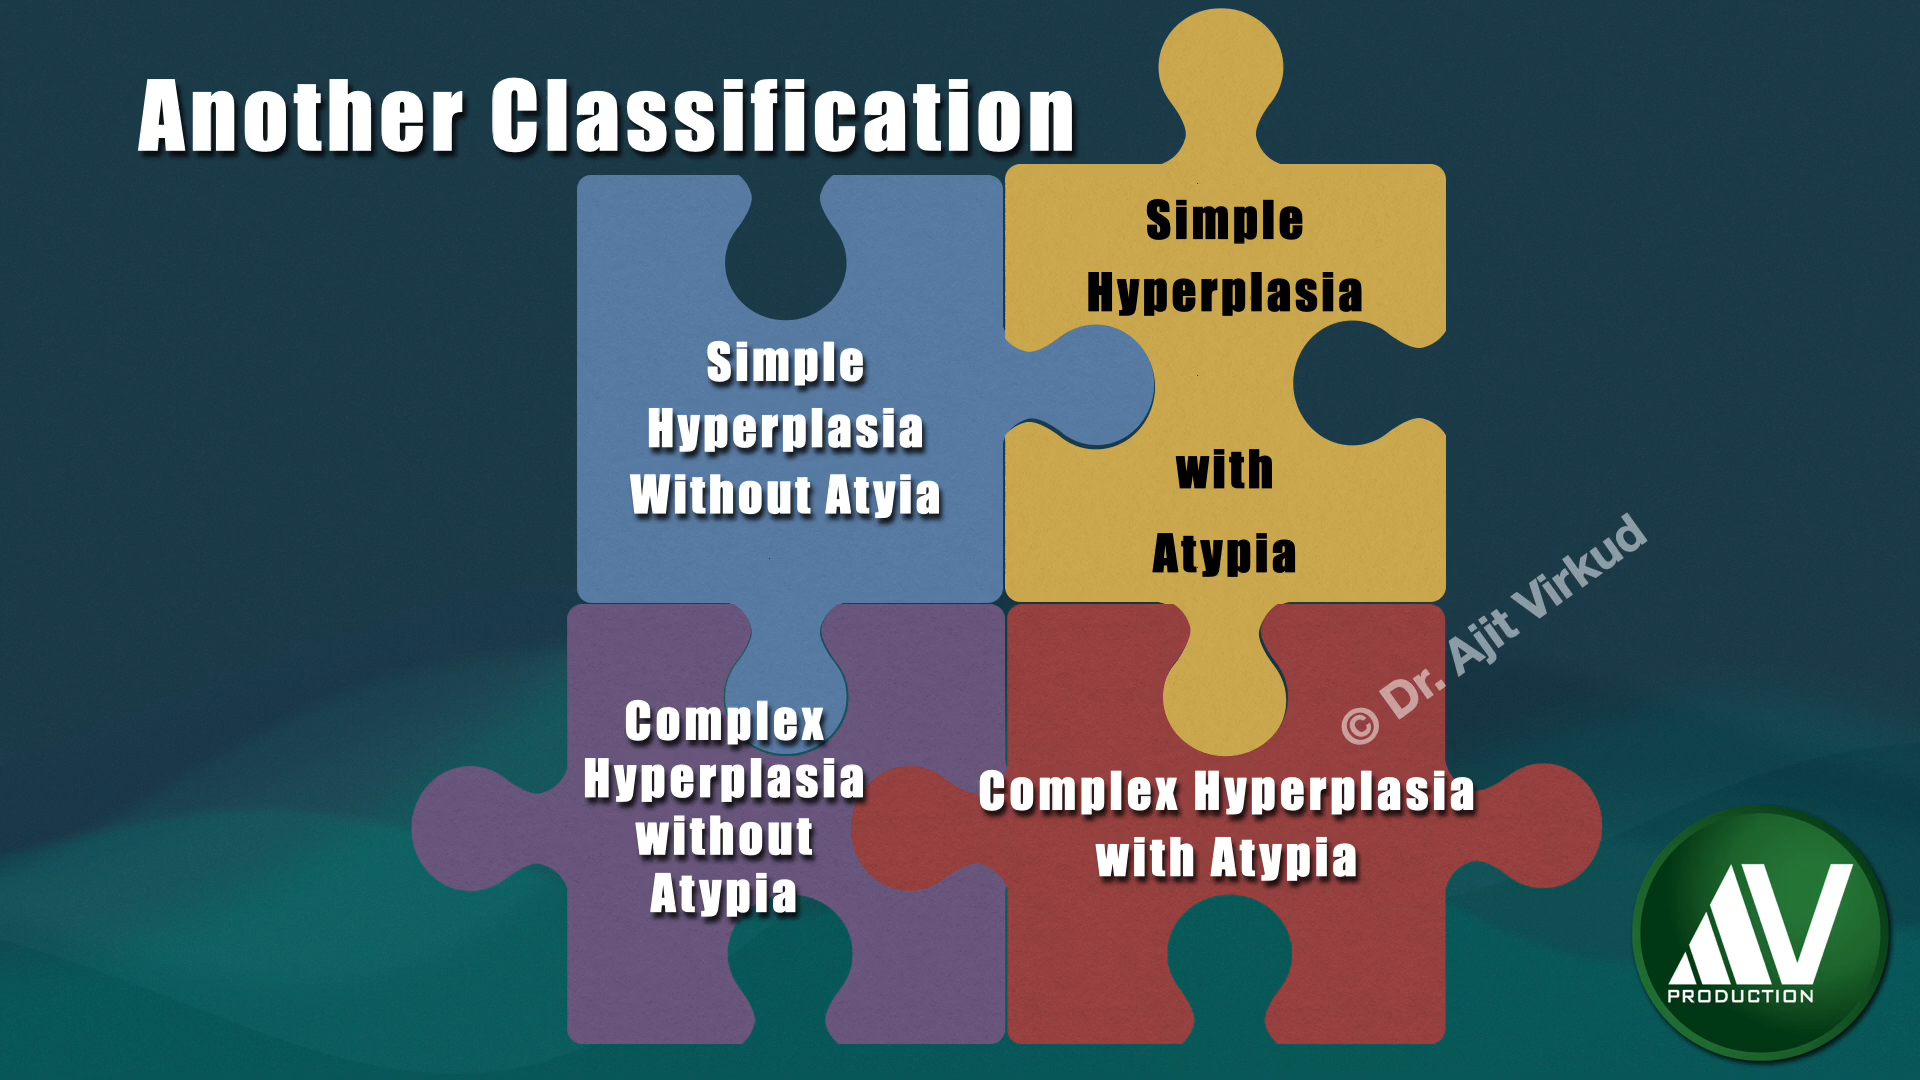 Another Classification
Simple
Hyperplasia
Without Atyia
Simple
Hyperplasia
with
Atypia
Complex
Hyperplasia
without
Atypia
Complex Hyperplasia
with Atypia
© Dr. Ajit Virkud
AV
PRODUCTION